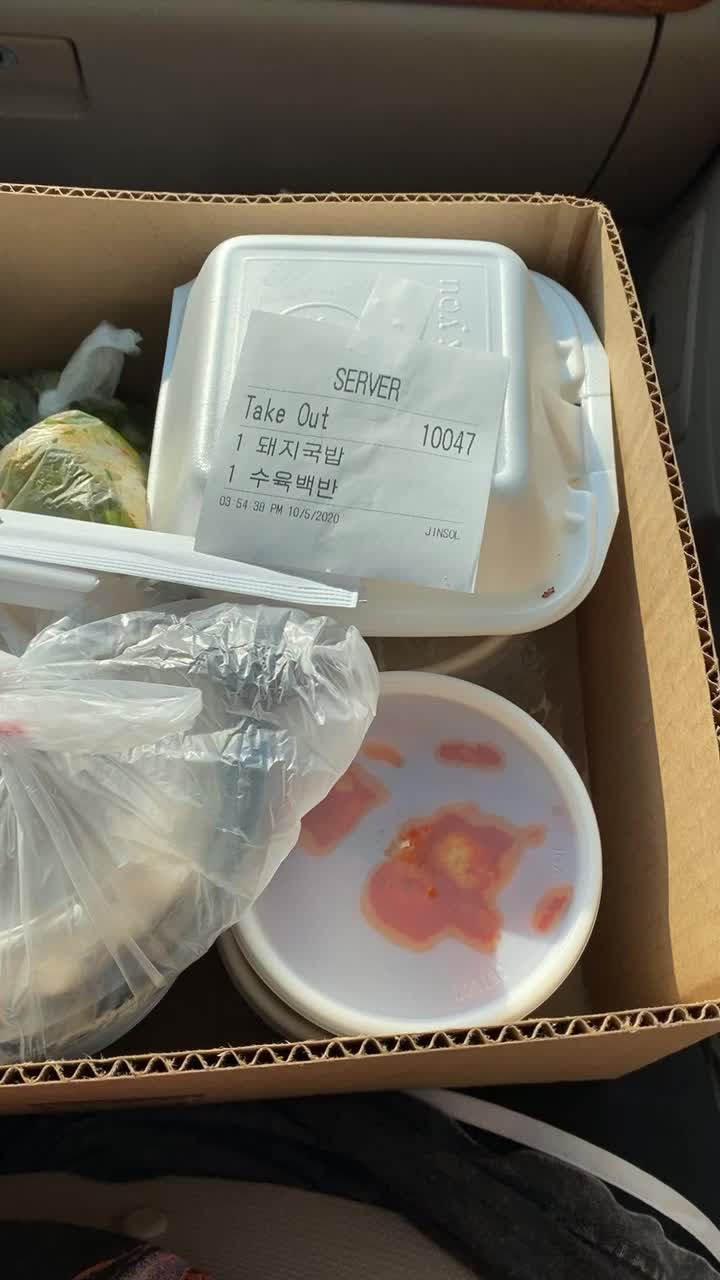 you
SERVER
Take Out 10047
1 돼지국밥
1 수육백반
03:54:38 PM 10/5/2020
JINSOL